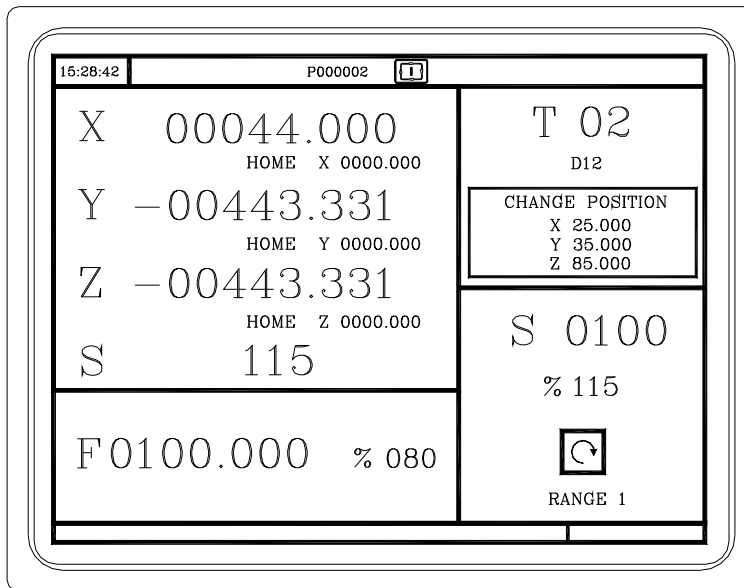 15:28:42 P000002
X 00044.000
HOME X 0000.000
Y -00443.331
HOME Y 0000.000
Z -00443.331
HOME Z 0000.000
S 115
F0100.000 % 080
T 02
D12
CHANGE POSITION
X 25.000
Y 35.000
Z 85.000
S 0100
% 115
RANGE 1